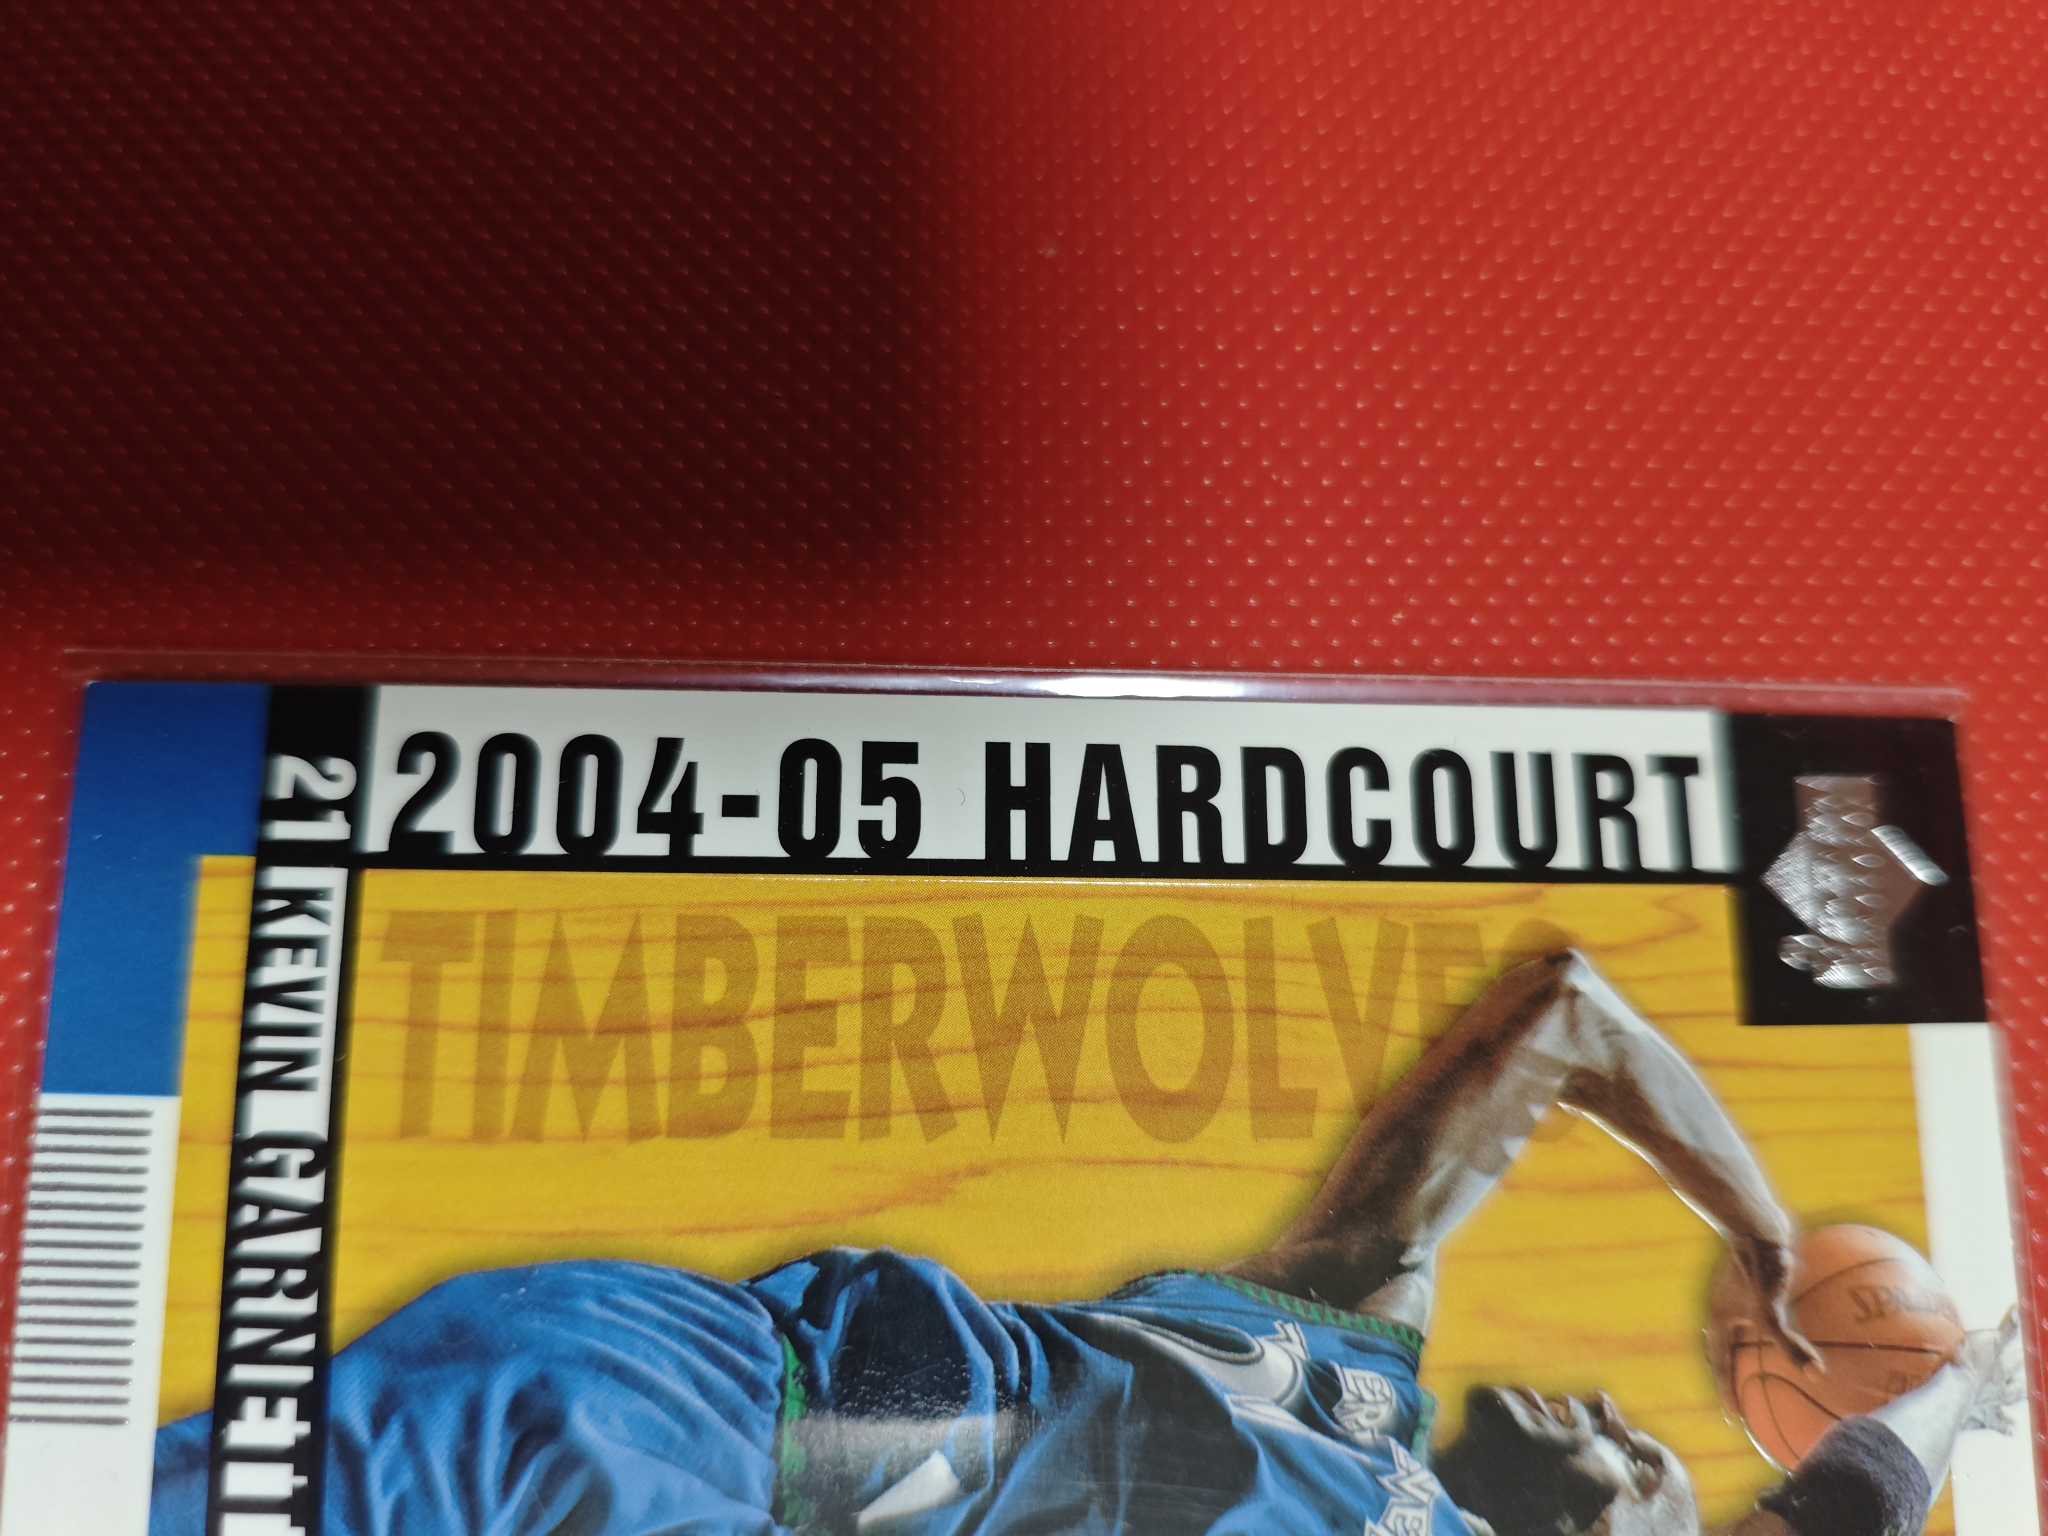 2004-05 HARDCOURT
21 KEVIN GARNETT
TIMBERWOLVES